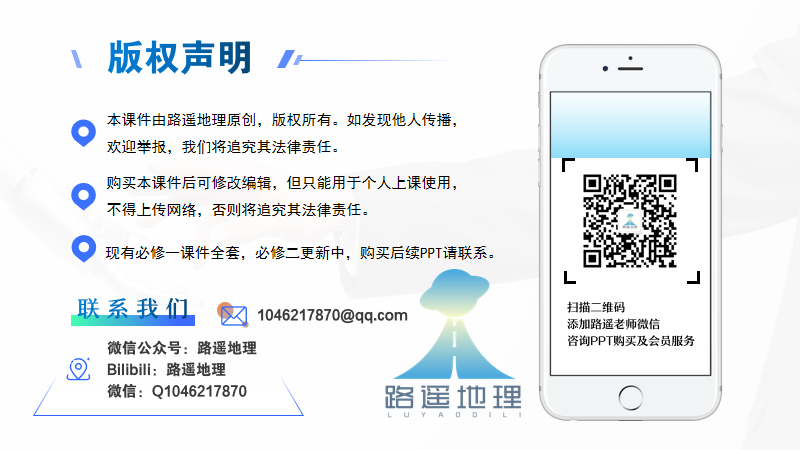 版权声明
本课件由路遥地理原创，版权所有。如发现他人传播，
欢迎举报，我们将追究其法律责任。
购买本课件后可修改编辑，但只能用于个人上课使用，
不得上传网络，否则将追究其法律责任。
现有必修一课件全套，必修二更新中，购买后续PPT请联系。
联系我们
1046217870@qq.com
微信公众号：路遥地理
Bilibili：路遥地理
微信：Q1046217870
路遥地理
LUYAODILI
扫描二维码
添加路遥老师微信
咨询PPT购买及会员服务